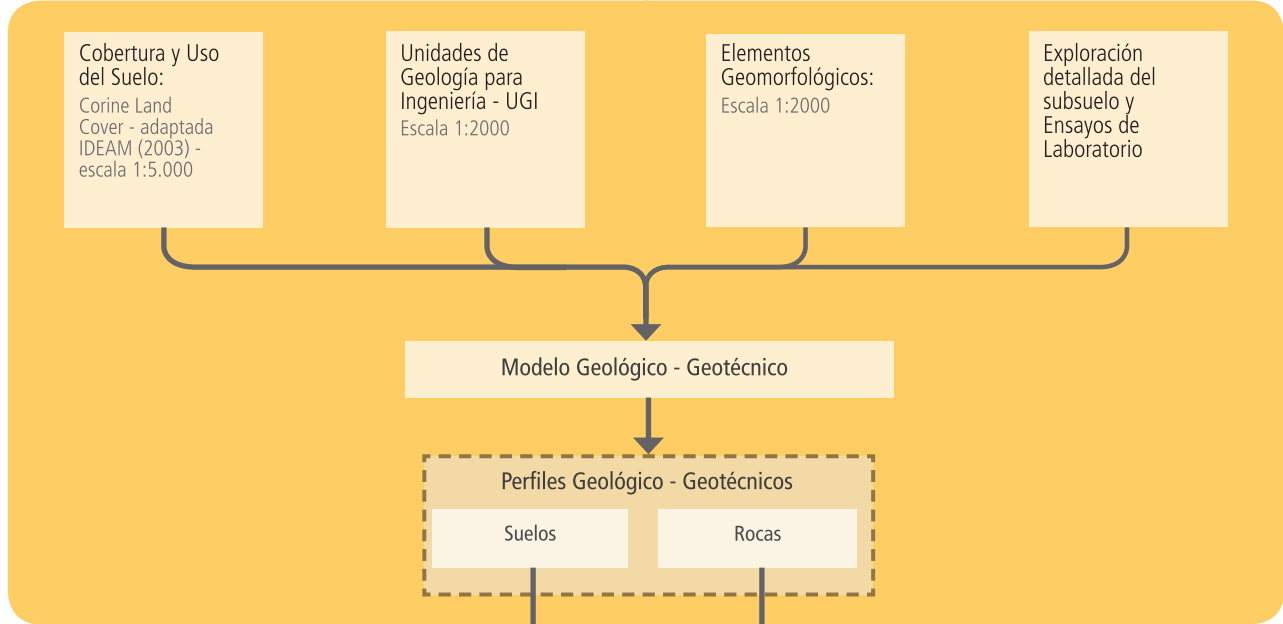 Cobertura y Uso
del Suelo:
Corine Land
Cover - adaptada
IDEAM (2003) -
escala 1:5.000
Unidades de
Geología para
Ingeniería - UGI
Escala 1:2000
Elementos
Geomorfológicos:
Escala 1:2000
Exploración
detallada del
subsuelo y
Ensayos de
Laboratorio
Modelo Geológico - Geotécnico
Perfiles Geológico - Geotécnicos
Suelos
Rocas